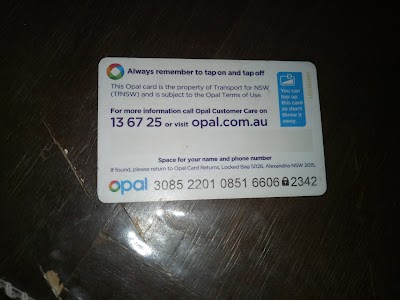 Always remember to tap on and tap off
This Opal card is the property of Transport for NSW
(TfNSW) and is subject to the Opal Terms of Use.
For more information call Opal Customer Care on
13 67 25 or visit opal.com.au
You can
top up
this card
so don't
throw it
away.
Space for your name and phone number
If found, please return to Opal Card Returns, Locked Bag 5026, Alexandria NSW 2015.
opal 3085 2201 0851 6606 2342